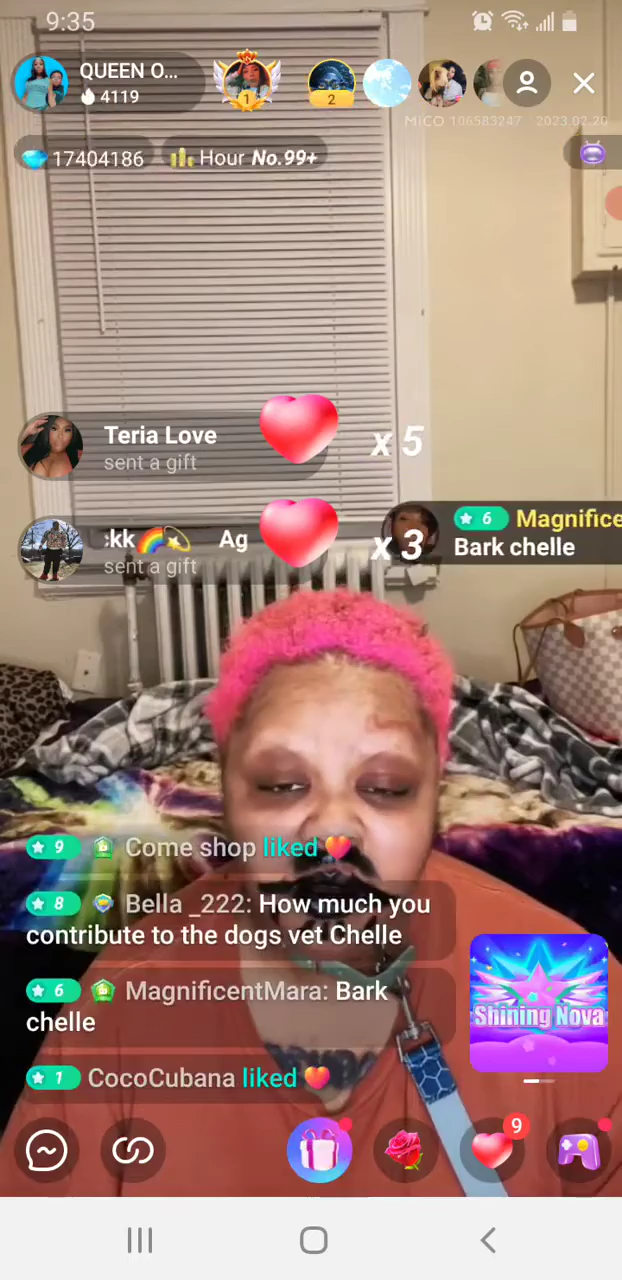 9:35
QUEEN O...
4119
1
2
MICO 106583247 2023.02.20
17404186
Hour No.99+
Teria Love
sent a gift
x 5
:kk🌈💫 Ag
sent a gift
x 3
6 Magnifice
Bark chelle
9 Come shop liked
8 Bella _222: How much you
contribute to the dogs vet Chelle
6 MagnificentMara: Bark
chelle
1 CocoCubana liked
Shining Nova
9